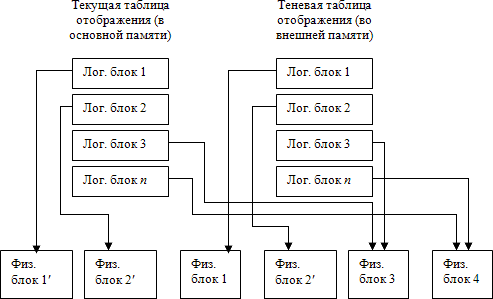 Текущая таблица
отображения (в
основной памяти)
Теневая таблица
отображения (во
внешней памяти)
Лог. блок 1
Лог. блок 2
Лог. блок 3
Лог. блок n
Лог. блок 1
Лог. блок 2
Лог. блок 3
Лог. блок n
Физ.
блок 1′
Физ.
блок 2′
Физ.
блок 1
Физ.
блок 2′
Физ.
блок 3
Физ.
блок 4